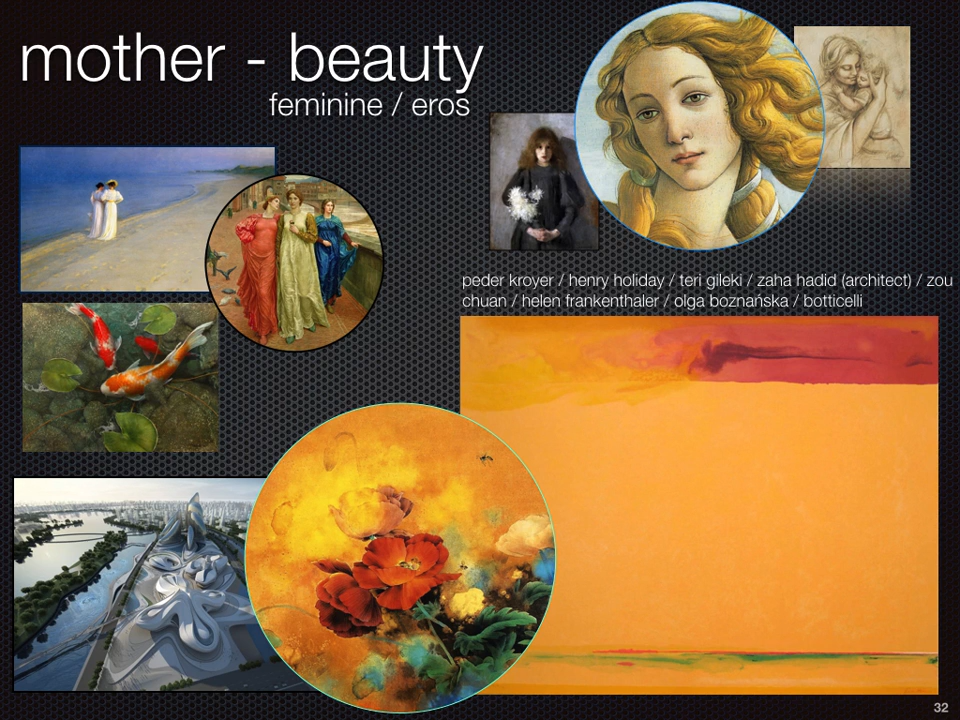 mother - beauty
feminine / eros
peder kroyer / henry holiday / teri gileki / zaha hadid (architect) / zou
chuan / helen frankenthaler / olga boznańska / botticelli
32